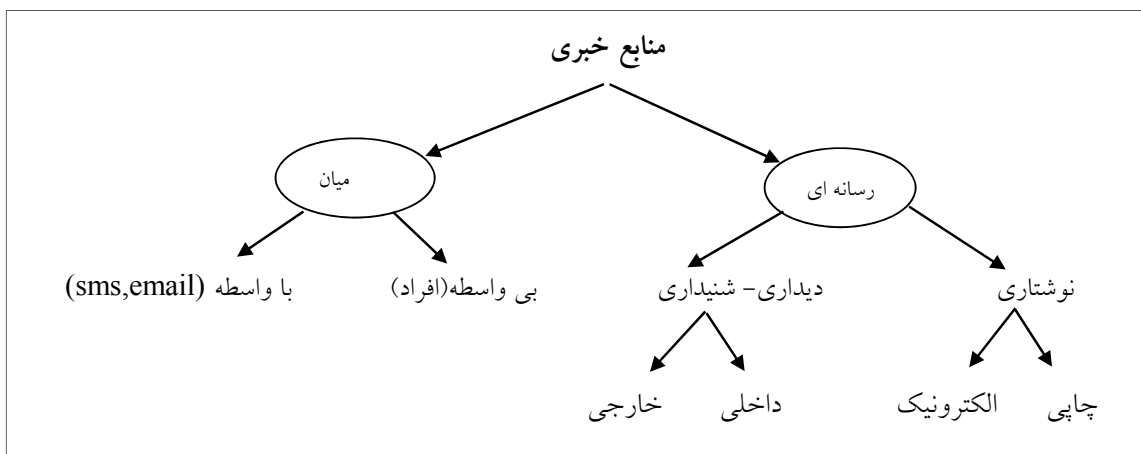 منابع خبری
رسانه ای
میان
نوشتاری
دیداری- شنیداری
بی واسطه(افراد)
با واسطه (sms,email)
چاپی
الکترونیک
داخلی
خارجی